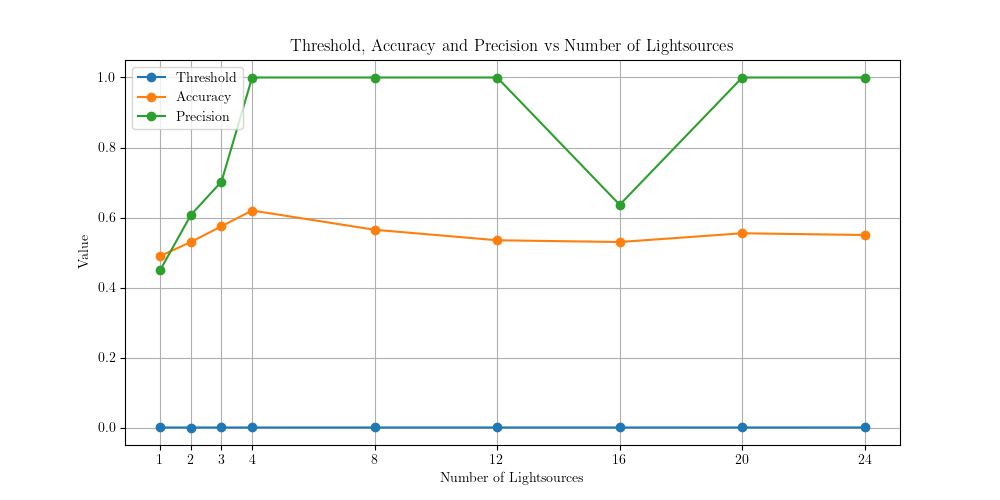 Threshold, Accuracy and Precision vs Number of Lightsources
Threshold
Accuracy
Precision
1.0
0.8
0.6
0.4
0.2
0.0
Value
1 2 3 4 8 12 16 20 24
Number of Lightsources